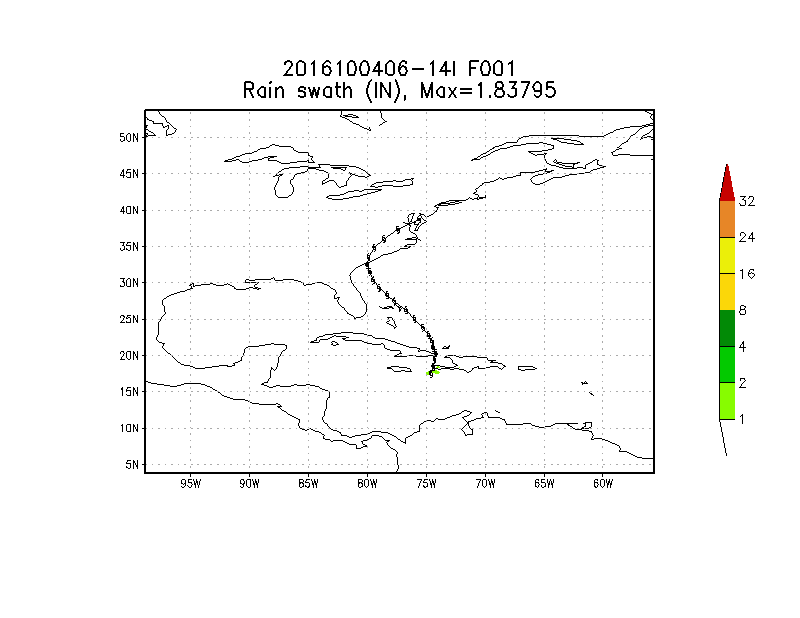 2016100406-14l F001
Rain swath (IN), Max=1.83795
50N
45N
40N
35N
30N
25N
20N
15N
10N
5N
95W 90W 85W 80W 75W 70W 65W 60W
32
24
16
8
4
2
1